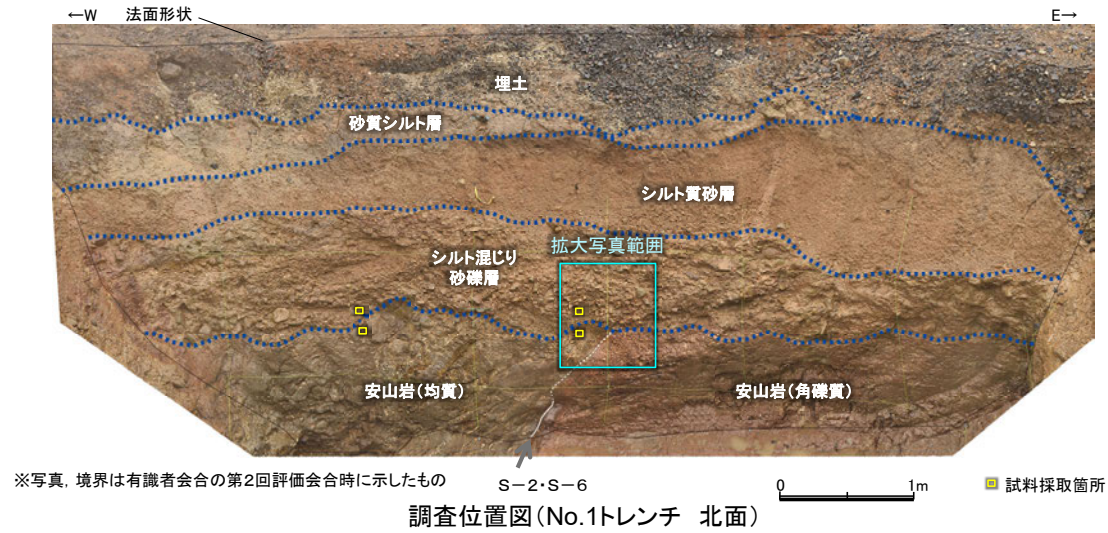 ←W 法面形状 E→
埋土
砂質シルト層
シルト質砂層
拡大写真範囲
シルト混じり
砂礫層
安山岩(均質) 安山岩(角礫質)
※写真, 境界は有識者会合の第2回評価会合時に示したもの
S-2・S-6
0 1m
試料採取箇所
調査位置図(No.1トレンチ 北面)